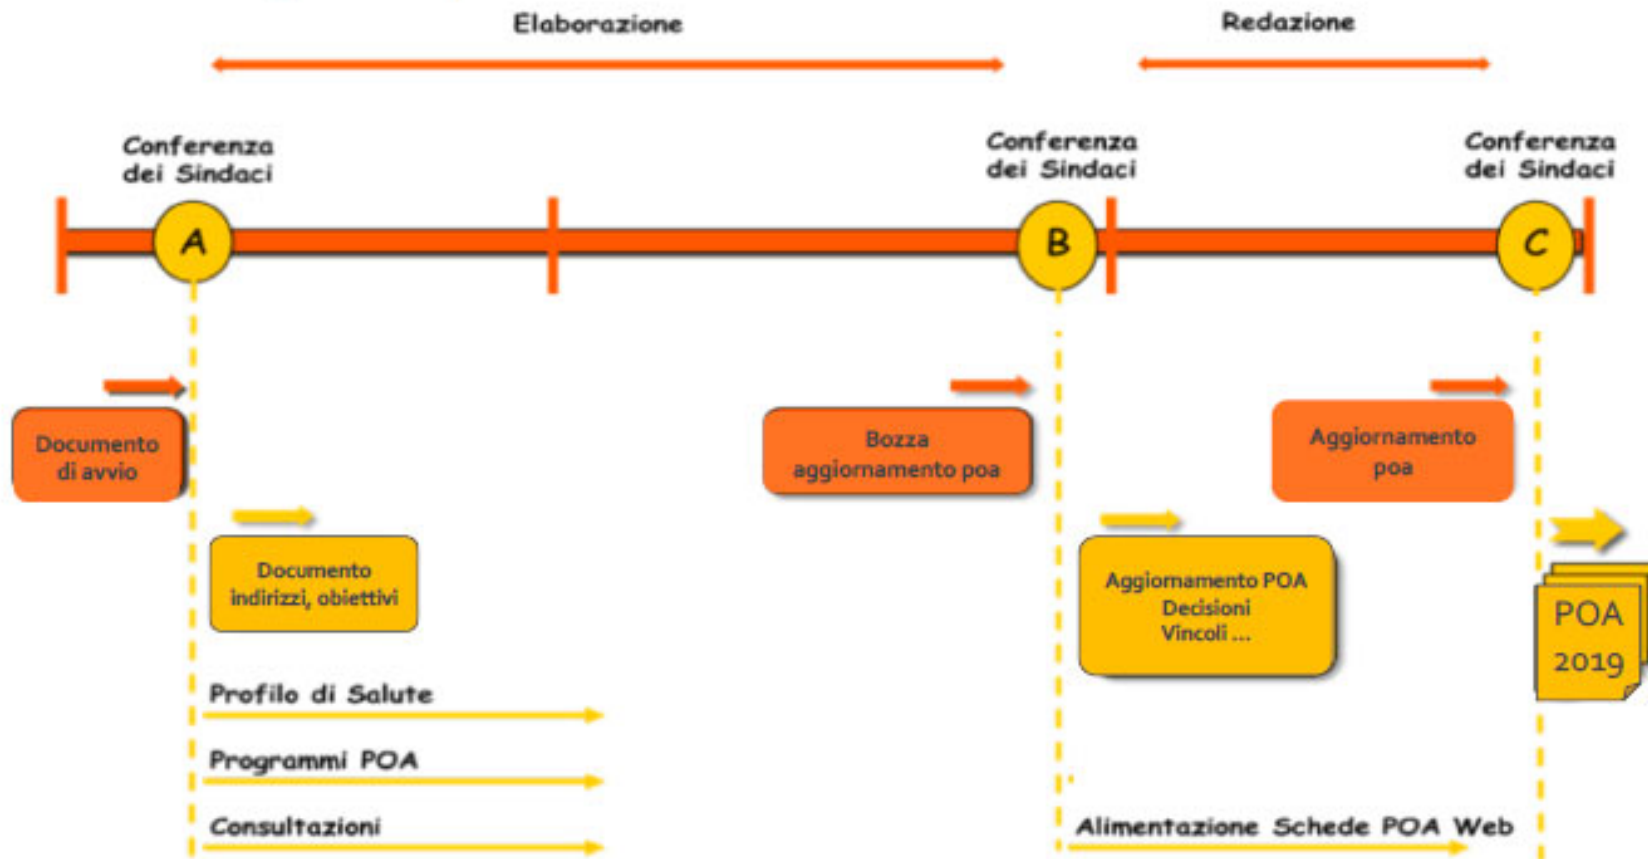 Elaborazione
Redazione
Conferenza
dei Sindaci
Conferenza
dei Sindaci
Conferenza
dei Sindaci
A
B
C
Documento
di avvio
Bozza
aggiornamento poa
Aggiornamento
poa
Documento
indirizzi, obiettivi
Aggiornamento POA
Decisioni
Vincoli ...
POA
2019
Profilo di Salute
Programmi POA
Consultazioni
Alimentazione Schede POA Web